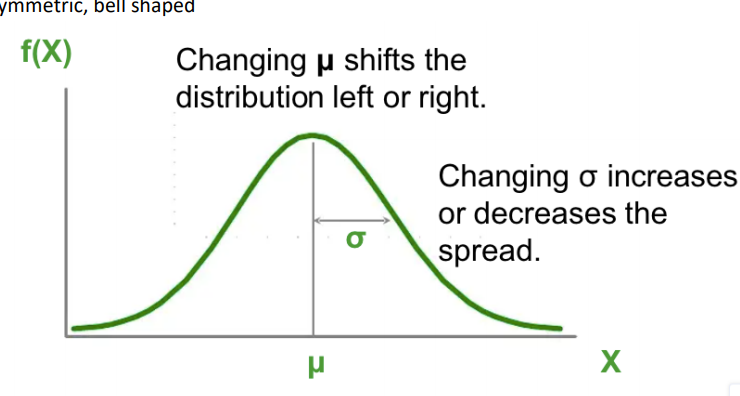 ymmetric, bell shaped
f(X)
Changing μ shifts the
distribution left or right.
Changing σ increases
or decreases the
spread.
σ
μ
X